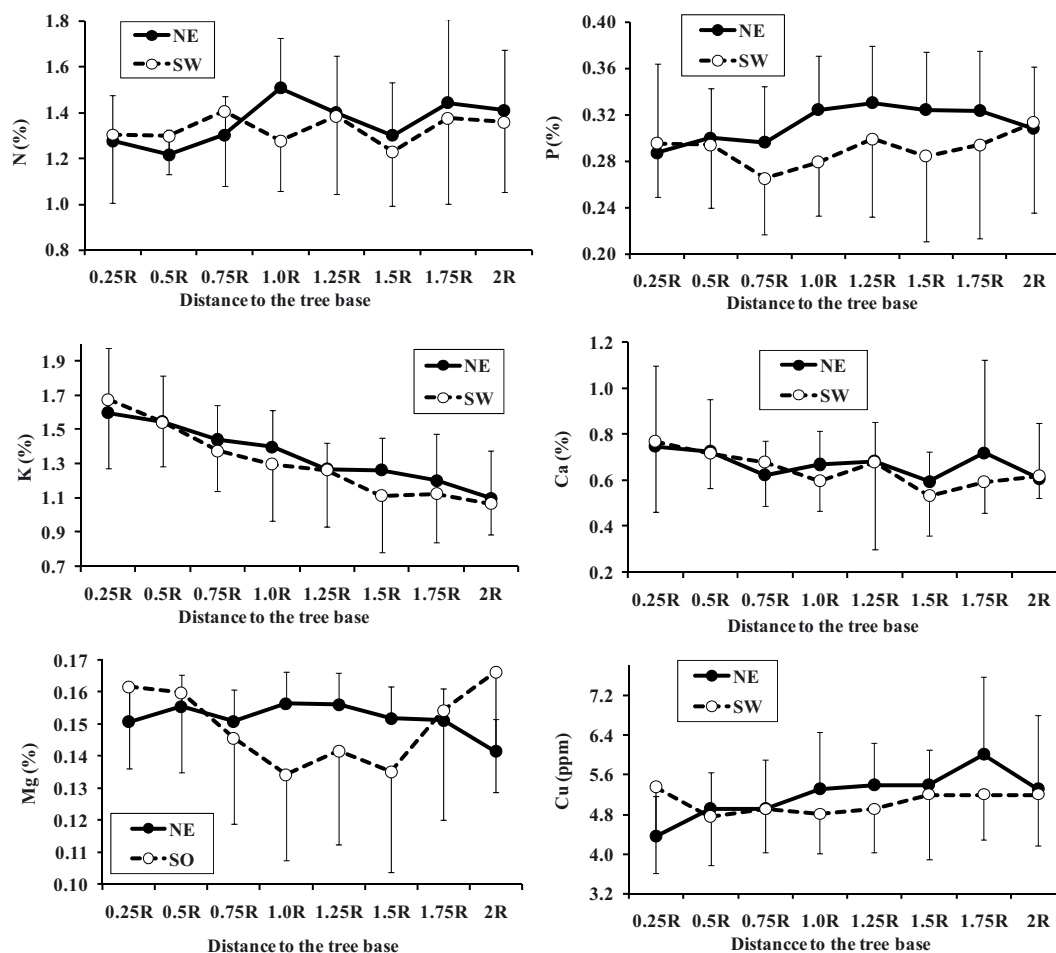 1.8
1.6
1.4
1.2
1.0
0.8
N (%)
NE
SW
0.25R 0.5R 0.75R 1.0R 1.25R 1.5R 1.75R 2R
Distance to the tree base
0.40
0.36
0.32
0.28
0.24
0.20
P (%)
NE
SW
0.25R 0.5R 0.75R 1.0R 1.25R 1.5R 1.75R 2R
Distance to the tree base
1.9
1.7
1.5
1.3
1.1
0.9
0.7
K (%)
NE
SW
0.25R 0.5R 0.75R 1.0R 1.25R 1.5R 1.75R 2R
Distance to the tree base
1.2
1.0
0.8
0.6
0.4
0.2
Ca (%)
NE
SW
0.25R 0.5R 0.75R 1.0R 1.25R 1.5R 1.75R 2R
Distance to the tree base
0.17
0.16
0.15
0.14
0.13
0.12
0.11
0.10
Mg (%)
NE
SO
0.25R 0.5R 0.75R 1.0R 1.25R 1.5R 1.75R 2R
Distance to the tree base
7.2
6.4
5.6
4.8
4.0
3.2
Cu (ppm)
NE
SW
0.25R 0.5R 0.75R 1.0R 1.25R 1.5R 1.75R 2R
Distancce to the tree base